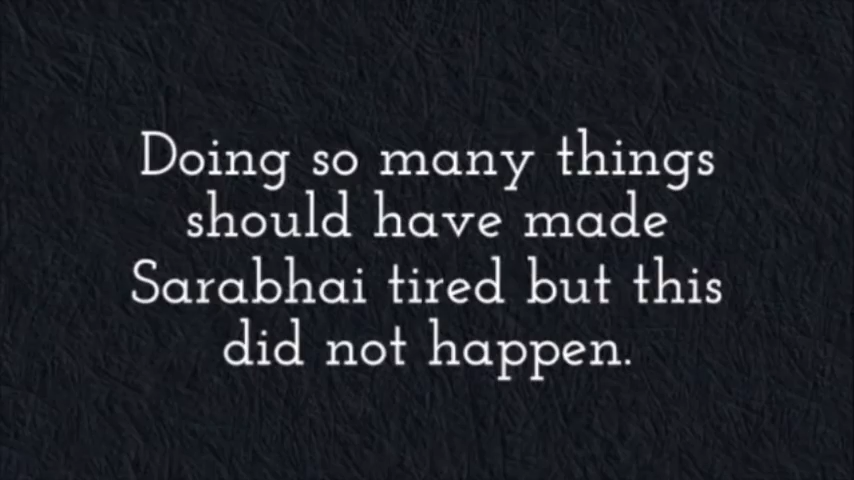 Doing so many things
should have made
Sarabhai tired but this
did not happen.